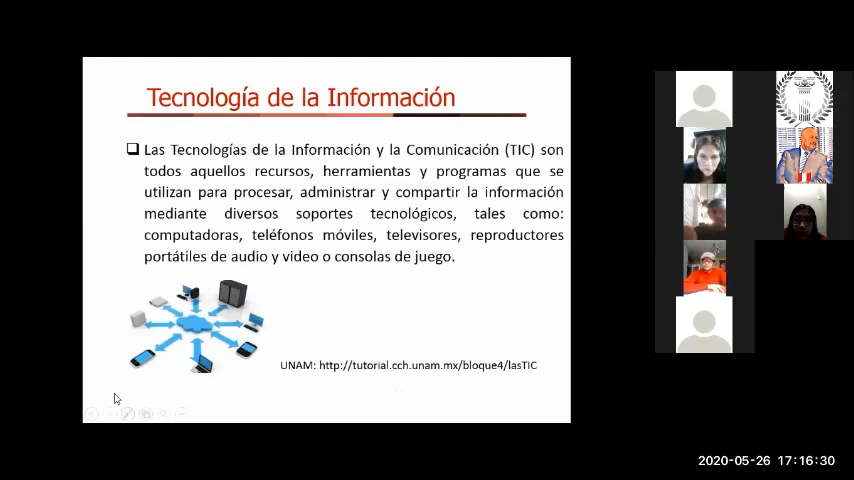 Tecnología de la Información
Las Tecnologías de la Información y la Comunicación (TIC) son
todos aquellos recursos, herramientas y programas que se
utilizan para procesar, administrar y compartir la información
mediante diversos soportes tecnológicos, tales como:
computadoras, teléfonos móviles, televisores, reproductores
portátiles de audio y video o consolas de juego.
UNAM: http://tutorial.cch.unam.mx/bloque4/lasTIC
2020-05-26 17:16:30